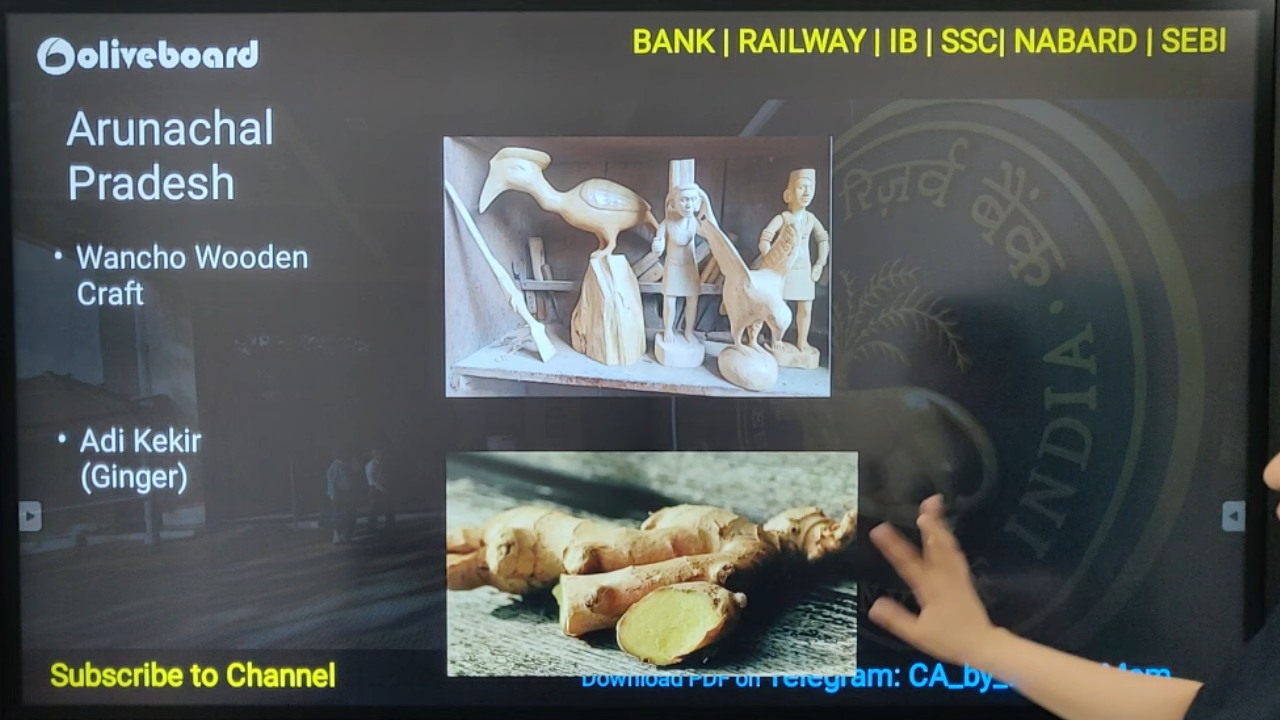 oliveboard
BANK | RAILWAY | IB | SSC| NABARD | SEBI
Arunachal
Pradesh
• Wancho Wooden
Craft
• Adi Kekir
(Ginger)
रिज़र्व बैंक
INDIA
Subscribe to Channel
Download PDF on Telegram: CA_by_